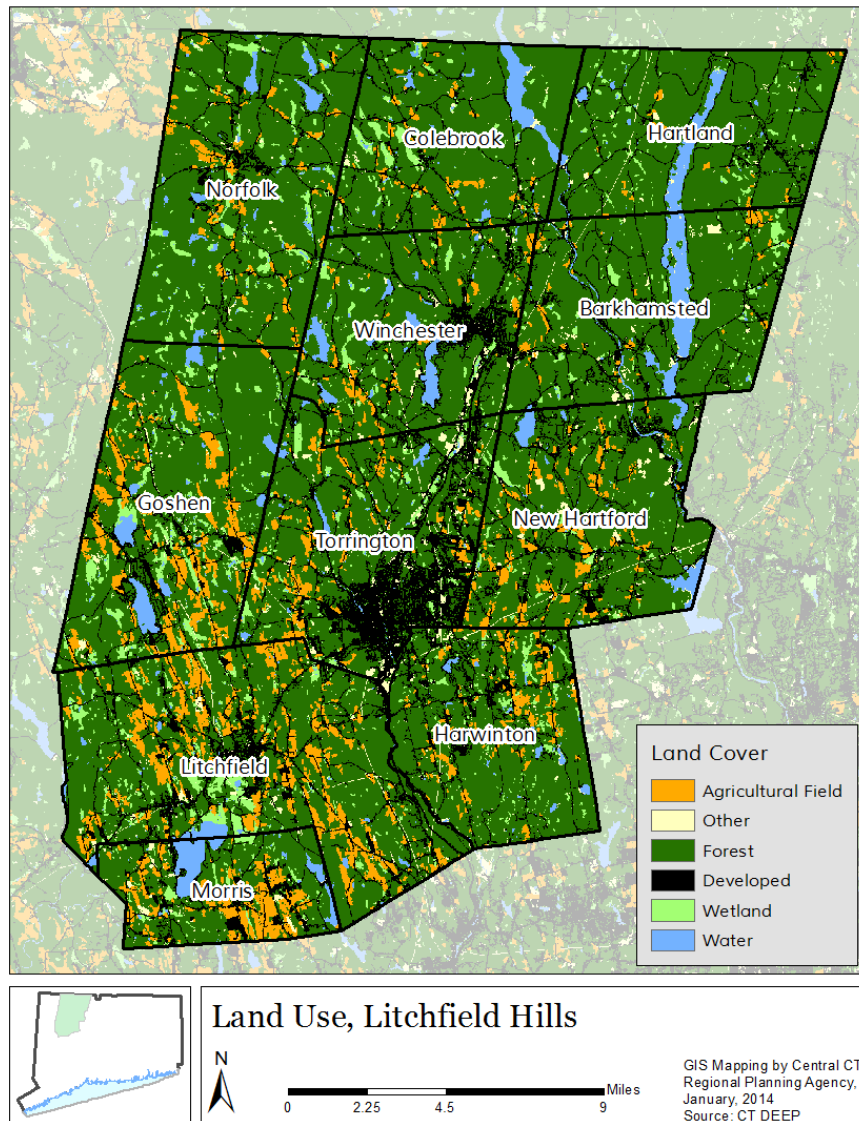 Colebrook
Hartland
Norfolk
Barkhamsted
Winchester
Goshen
New Hartford
Torrington
Harwinton
Litchfield
Morris
Land Cover
Agricultural Field
Other
Forest
Developed
Wetland
Water
Land Use, Litchfield Hills
N
Miles
0 2.25 4.5 9
GIS Mapping by Central CT
Regional Planning Agency,
January, 2014
Source: CT DEEP